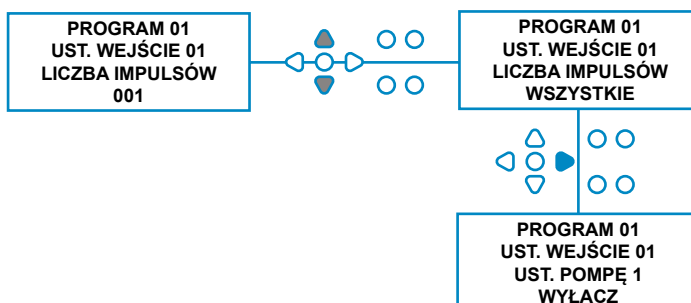 PROGRAM 01
UST. WEJŚCIE 01
LICZBA IMPULSÓW
001
PROGRAM 01
UST. WEJŚCIE 01
LICZBA IMPULSÓW
WSZYSTKIE
PROGRAM 01
UST. WEJŚCIE 01
UST. POMPĘ 1
WYŁACZ